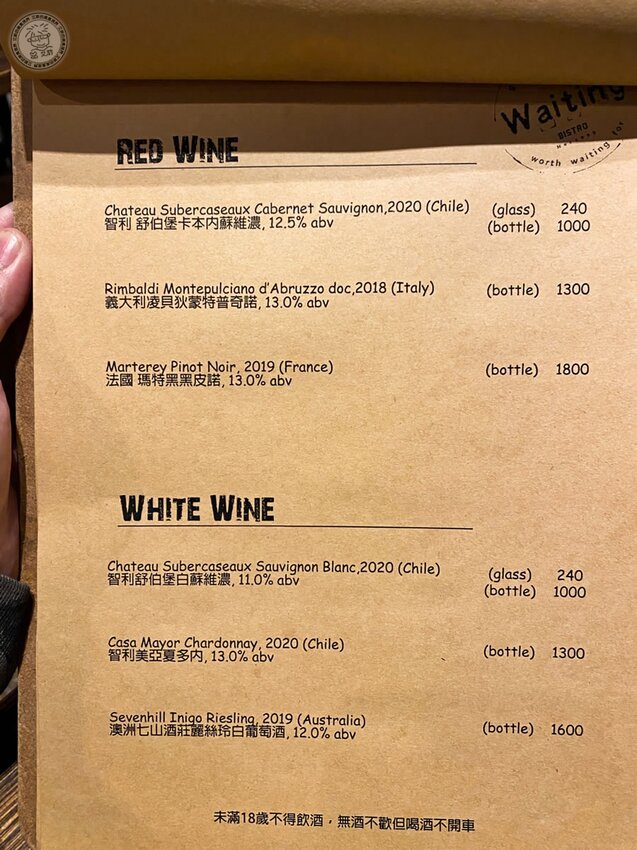 Waiting
BISTRO
worth waiting for
RED WINE
Chateau Subercaseaux Cabernet Sauvignon,2020 (Chile) (glass) 240
智利 舒伯堡卡本內蘇維濃, 12.5% abv (bottle) 1000
Rimbaldi Montepulciano d'Abruzzo doc,2018 (Italy) (bottle) 1300
義大利凌貝狄蒙特普奇諾, 13.0% abv
Marterey Pinot Noir, 2019 (France) (bottle) 1800
法國 瑪特黑黑皮諾, 13.0% abv
WHITE WINE
Chateau Subercaseaux Sauvignon Blanc,2020 (Chile) (glass) 240
智利舒伯堡白蘇維濃, 11.0% abv (bottle) 1000
Casa Mayor Chardonnay, 2020 (Chile) (bottle) 1300
智利美亞夏多內, 13.0% abv
Sevenhill Inigo Riesling, 2019 (Australia) (bottle) 1600
澳洲七山酒莊麗絲玲白葡萄酒, 12.0% abv
未滿18歲不得飲酒，無酒不歡但喝酒不開車